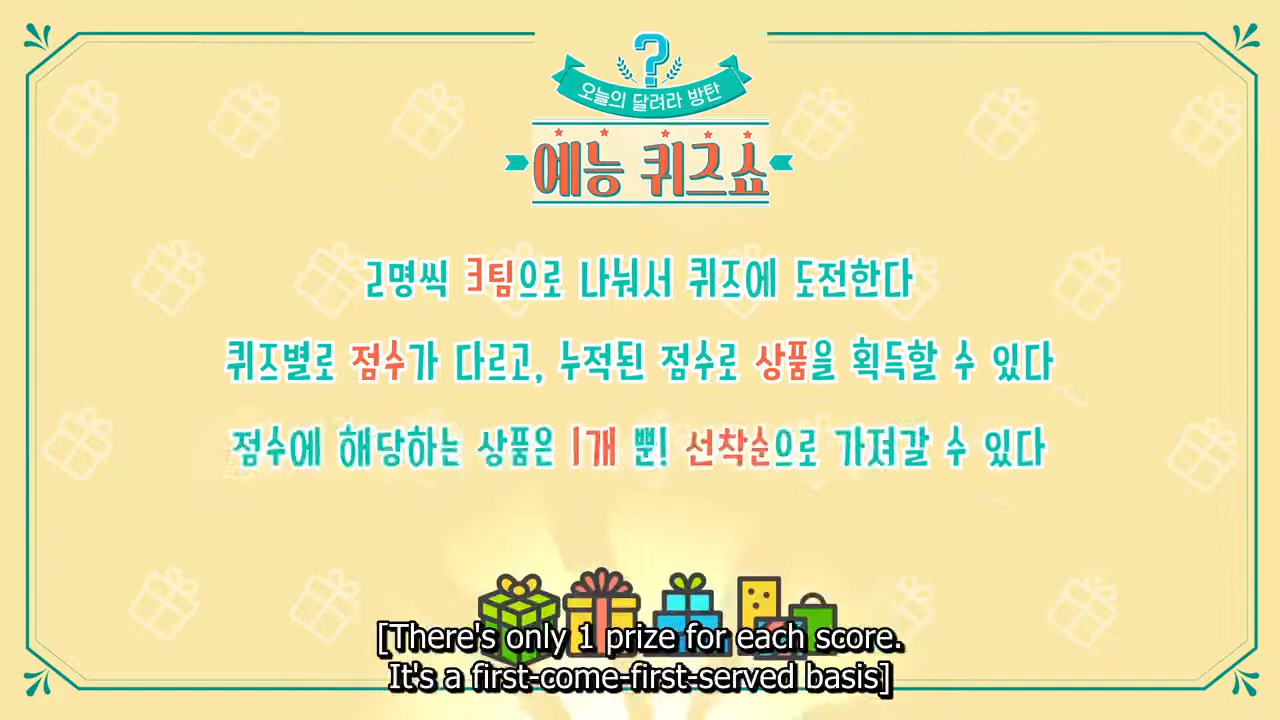 ?
오늘의 달려라 방탄
예능 퀴즈쇼
2명씩 3팀으로 나눠서 퀴즈에 도전한다
퀴즈별로 점수가 다르고, 누적된 점수로 상품을 획득할 수 있다
점수에 해당하는 상품은 1개 뿐! 선착순으로 가져갈 수 있다
[There's only 1 prize for each score.
It's a first-come-first-served basis]